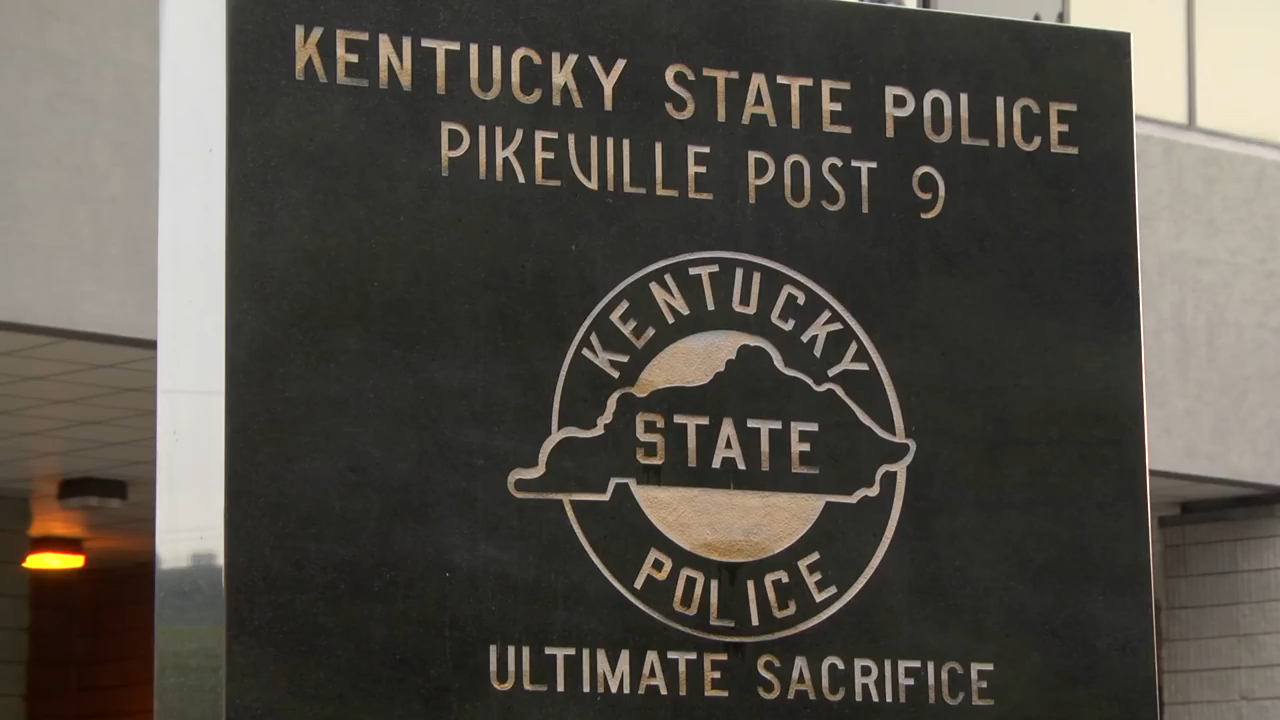 KENTUCKY STATE POLICE
PIKEVILLE POST 9
KENTUCKY
STATE
POLICE
ULTIMATE SACRIFICE